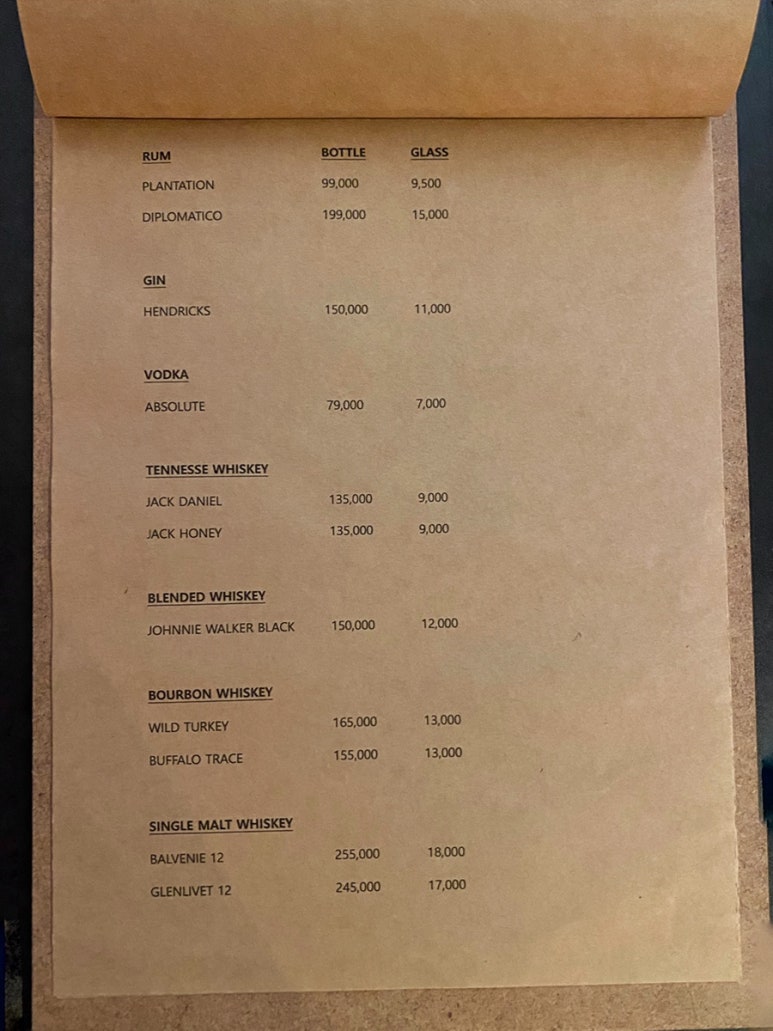 RUM BOTTLE GLASS
PLANTATION 99,000 9,500
DIPLOMATICO 199,000 15,000
GIN
HENDRICKS 150,000 11,000
VODKA
ABSOLUTE 79,000 7,000
TENNESSE WHISKEY
JACK DANIEL 135,000 9,000
JACK HONEY 135,000 9,000
BLENDED WHISKEY
JOHNNIE WALKER BLACK 150,000 12,000
BOURBON WHISKEY
WILD TURKEY 165,000 13,000
BUFFALO TRACE 155,000 13,000
SINGLE MALT WHISKEY
BALVENIE 12 255,000 18,000
GLENLIVET 12 245,000 17,000